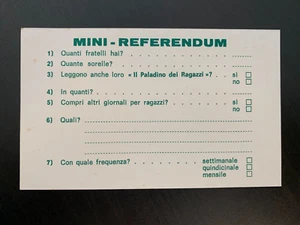 MINI-REFERENDUM
1) Quanti fratelli hai? . . . . . . . . . . . . .
2) Quante sorelle? . . . . . . . . . . . . . .
3) Leggono anche loro « Il Paladino dei Ragazzi »? . . si
no
4) In quanti? . . . . . . . . . . . . . . . .
5) Compri altri giornali per ragazzi? . . . . . . si
no
6) Quali?
7) Con quale frequenza? . . . . . . settimanale
quindicinale
mensile